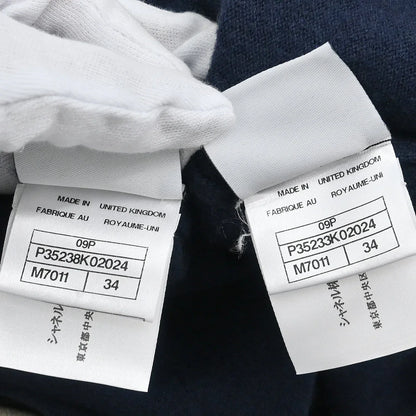 MADE IN UNITED KINGDOM
FABRIQUE AU ROYAUME-UNI
09P
P35238K02024
M7011 34
シャネル
東京都中央
MADE IN UNITED KINGDOM
FABRIQUE AU ROYAUME-UNI
09P
P35233K02024
M7011 34
シャネル
東京都中央区